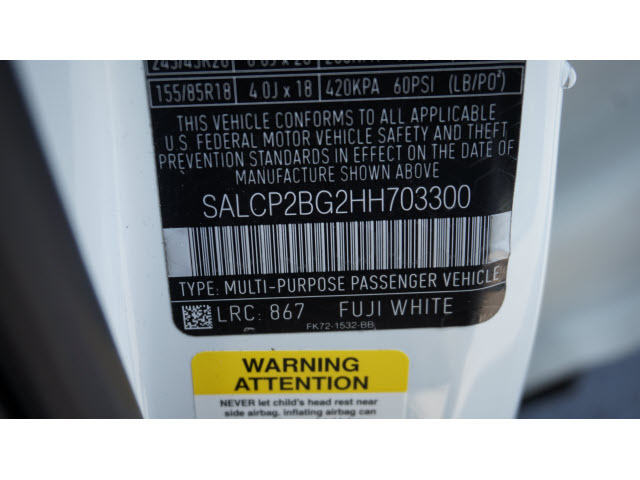 155/85R18 4.0J x 18 420KPA 60PSI (LB/PO²)
THIS VEHICLE CONFORMS TO ALL APPLICABLE
U.S. FEDERAL MOTOR VEHICLE SAFETY AND THEFT
PREVENTION STANDARDS IN EFFECT ON THE DATE OF
MANUFACTURE SHOWN ABOVE.
SALCP2BG2HH703300
TYPE: MULTI-PURPOSE PASSENGER VEHICLE
LRC: 867 FUJI WHITE
FK72-1532-BB
WARNING
ATTENTION
NEVER let child's head rest near
side airbag. inflating airbag can